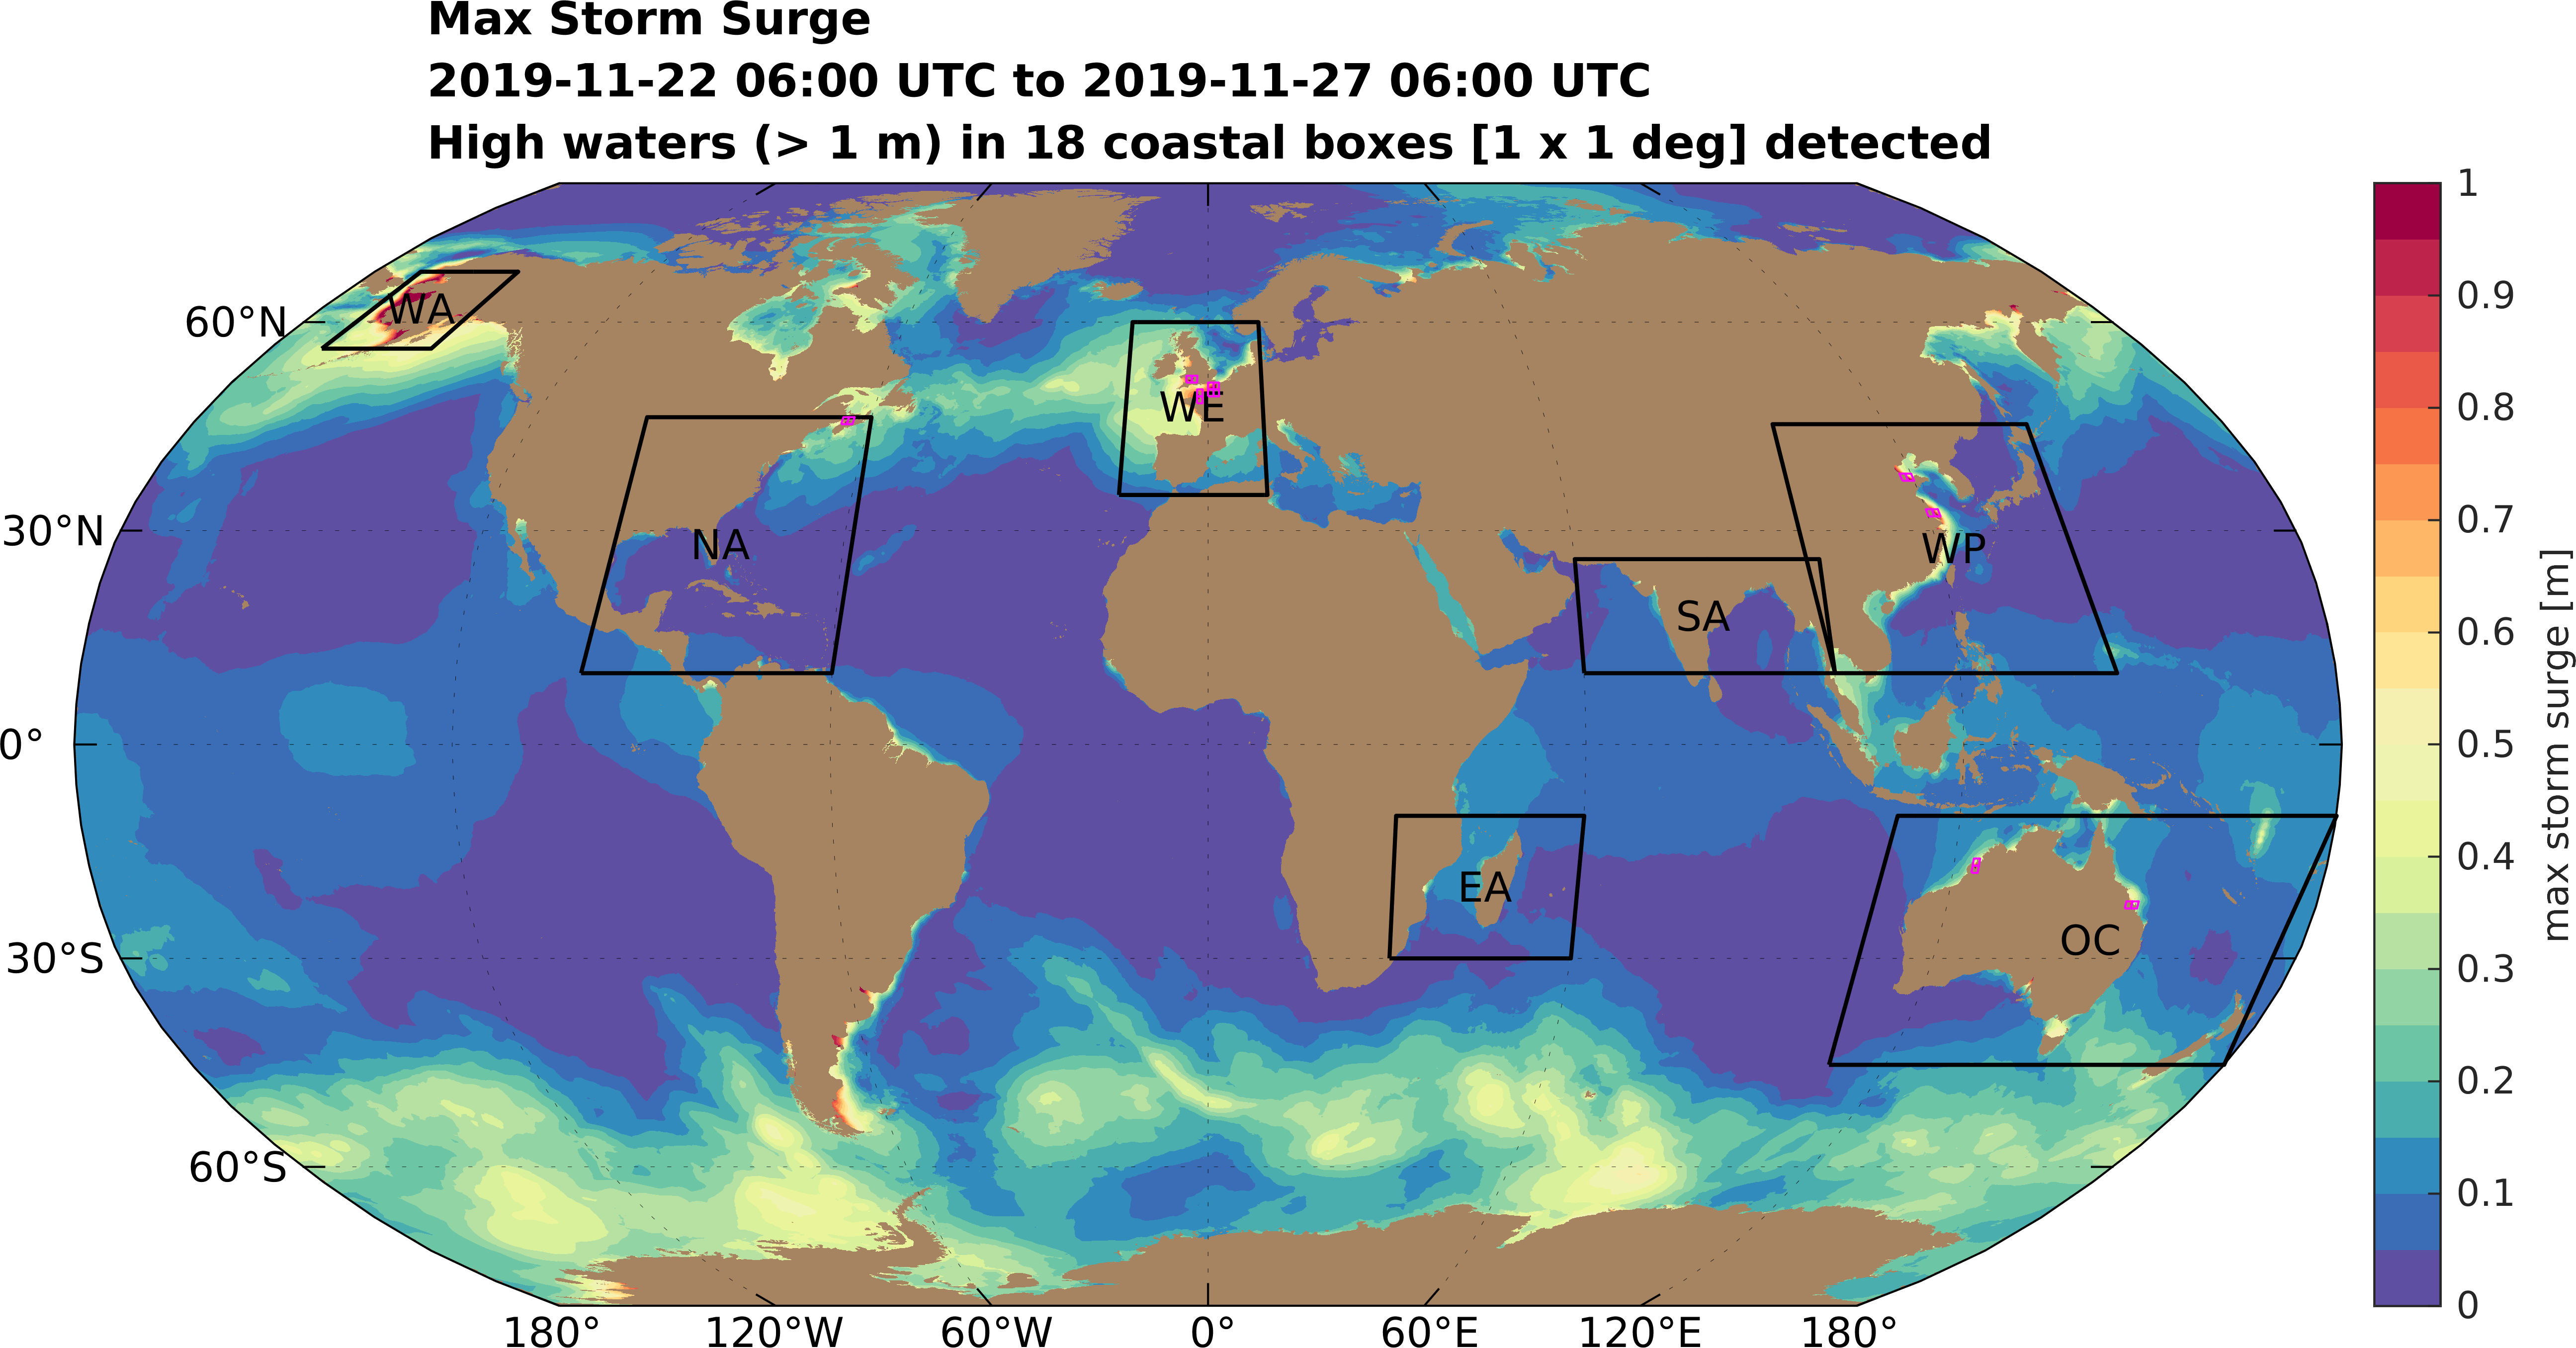 Max Storm Surge
2019-11-22 06:00 UTC to 2019-11-27 06:00 UTC
High waters (> 1 m) in 18 coastal boxes [1 x 1 deg] detected
60°N
30°N
0°
30°S
60°S
180°
120°W
60°W
0°
60°E
120°E
180°
WA
NA
WE
SA
WP
EA
OC
1
0.9
0.8
0.7
0.6
0.5
0.4
0.3
0.2
0.1
0
max storm surge [m]